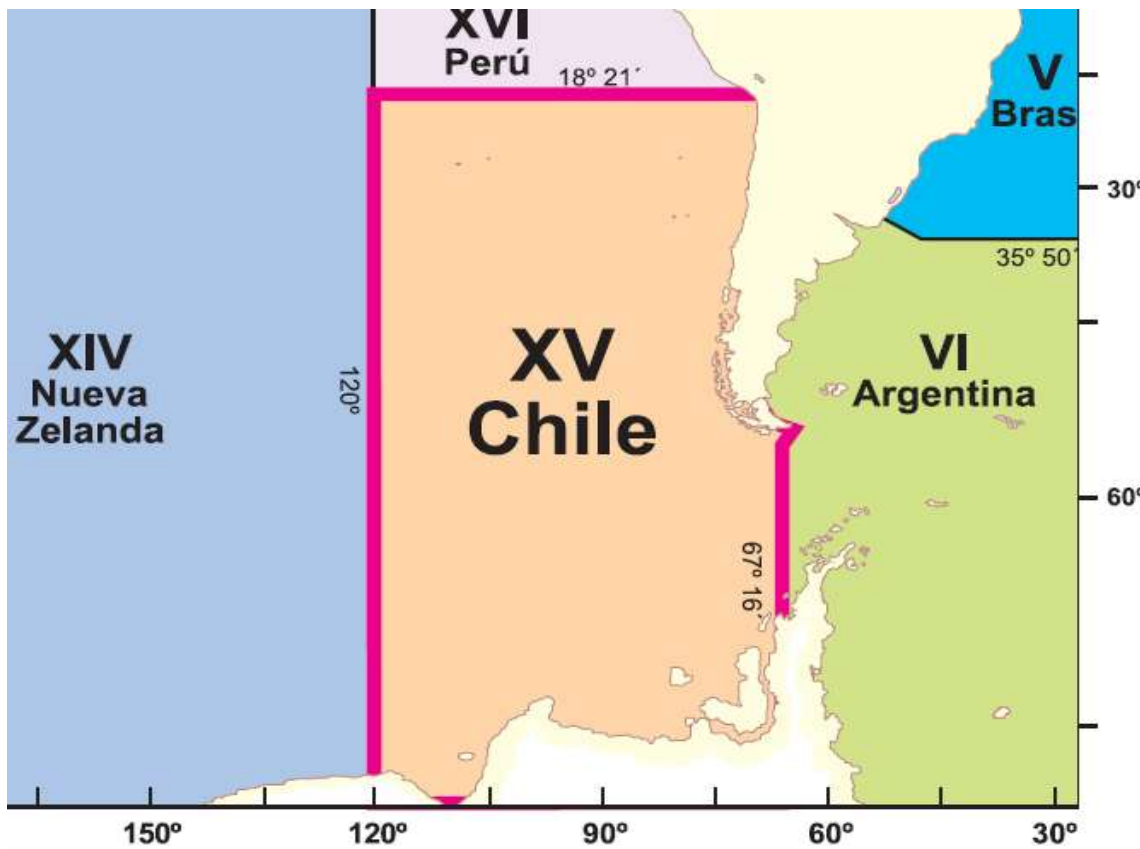 XVI
Perú
18º 21´
V
Bras
30º
35º 50´
XIV
Nueva
Zelanda
120º
XV
Chile
VI
Argentina
60º
67º 16´
150º
120º
90º
60º
30º